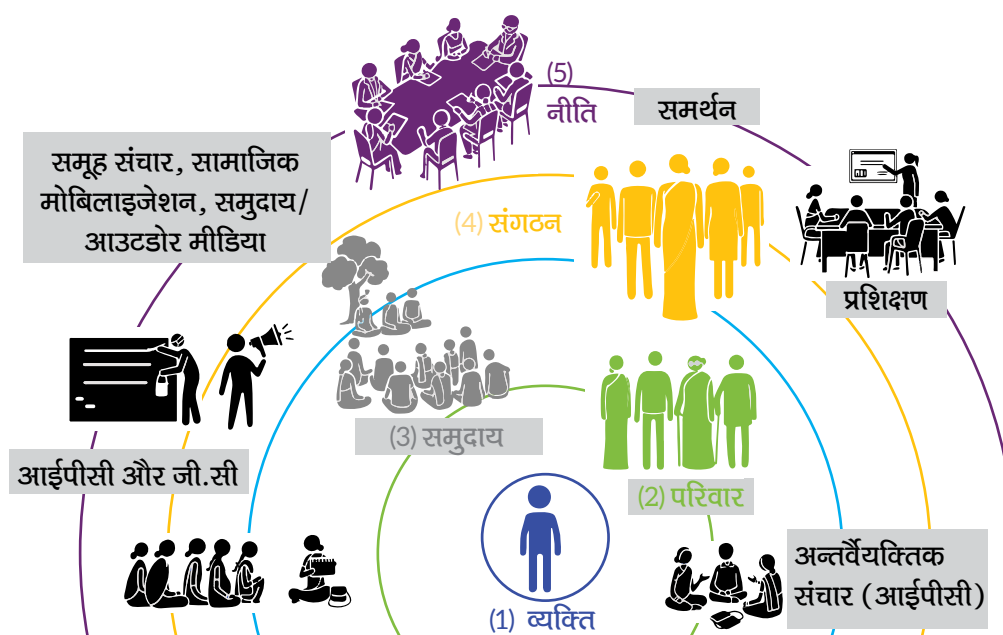 (5)
नीति
समर्थन
समूह संचार, सामाजिक
मोबिलाइजेशन, समुदाय/
आउटडोर मीडिया
(4) संगठन
प्रशिक्षण
(3) समुदाय
आईपीसी और जी.सी
(2) परिवार
अन्तर्वैयक्तिक
संचार (आईपीसी)
(1) व्यक्ति